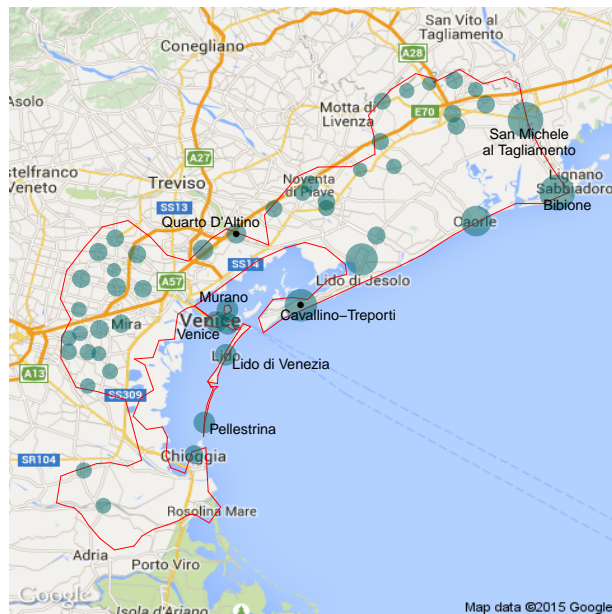 San Vito al
Tagliamento
Conegliano
A28
Asolo
Motta di
Livenza
E70
San Michele
al Tagliamento
A27
Castelfranco
Veneto
Treviso
Noventa
di Piave
Lignano
Sabbiadoro
Bibione
SS13
Quarto D'Altino
Caorle
SS14
A57
Lido di Jesolo
Murano
Mira
Venice
Venice
Cavallino−Treporti
Lido
Lido di Venezia
A13
SS309
Pellestrina
Chioggia
SR104
Rosolina Mare
Adria
Porto Viro
Google
Isola d'Ariano
Map data ©2015 Google